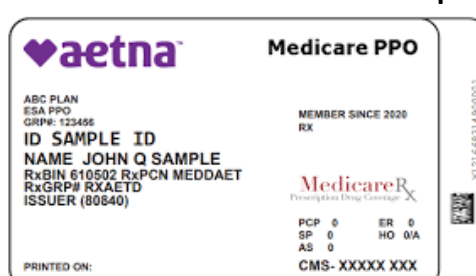 aetna
Medicare PPO
ABC PLAN
ESA PPO
GRP#: 123456
ID SAMPLE ID
NAME JOHN Q SAMPLE
RxBIN 610502 RxPCN MEDDAET
RxGRP# RXAETD
ISSUER (80840)
MEMBER SINCE 2020
RX
MedicareRx
Prescription Drug Coverage X
PCP 0 ER 0
SP 0 HO 0/A
AS 0
PRINTED ON:
CMS- XXXXX XXX